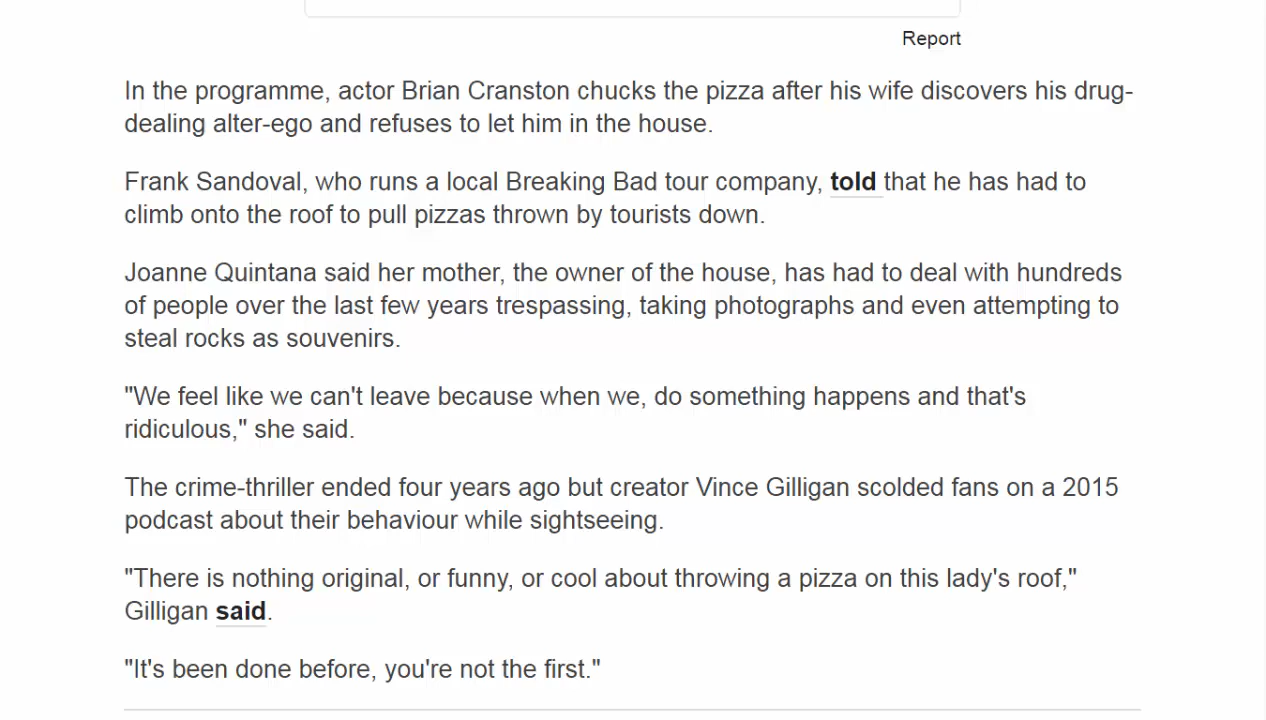 Report
In the programme, actor Brian Cranston chucks the pizza after his wife discovers his drug-
dealing alter-ego and refuses to let him in the house.
Frank Sandoval, who runs a local Breaking Bad tour company, told that he has had to
climb onto the roof to pull pizzas thrown by tourists down.
Joanne Quintana said her mother, the owner of the house, has had to deal with hundreds
of people over the last few years trespassing, taking photographs and even attempting to
steal rocks as souvenirs.
"We feel like we can't leave because when we, do something happens and that's
ridiculous," she said.
The crime-thriller ended four years ago but creator Vince Gilligan scolded fans on a 2015
podcast about their behaviour while sightseeing.
"There is nothing original, or funny, or cool about throwing a pizza on this lady's roof,"
Gilligan said.
"It's been done before, you're not the first."